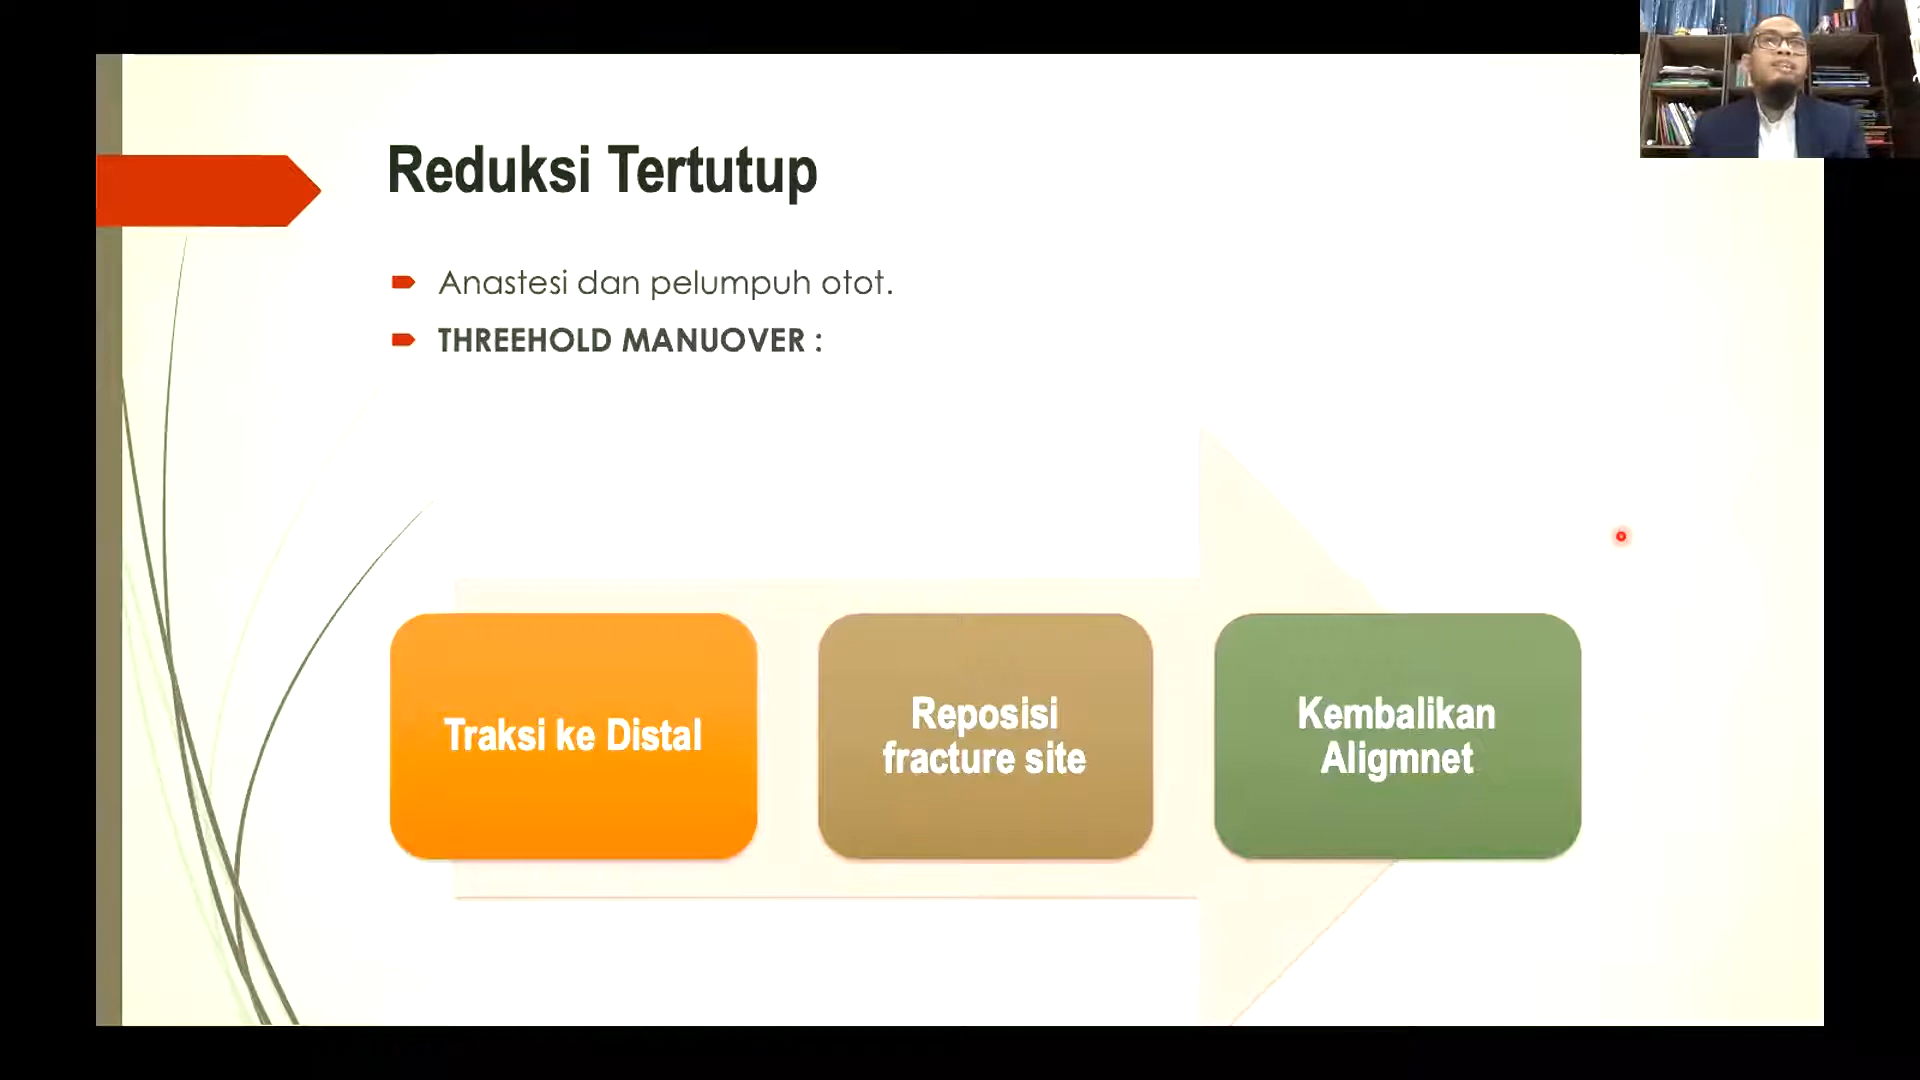 Reduksi Tertutup
Anastesi dan pelumpuh otot.
THREEHOLD MANUOVER :
Traksi ke Distal
Reposisi
fracture site
Kembalikan
Aligmnet